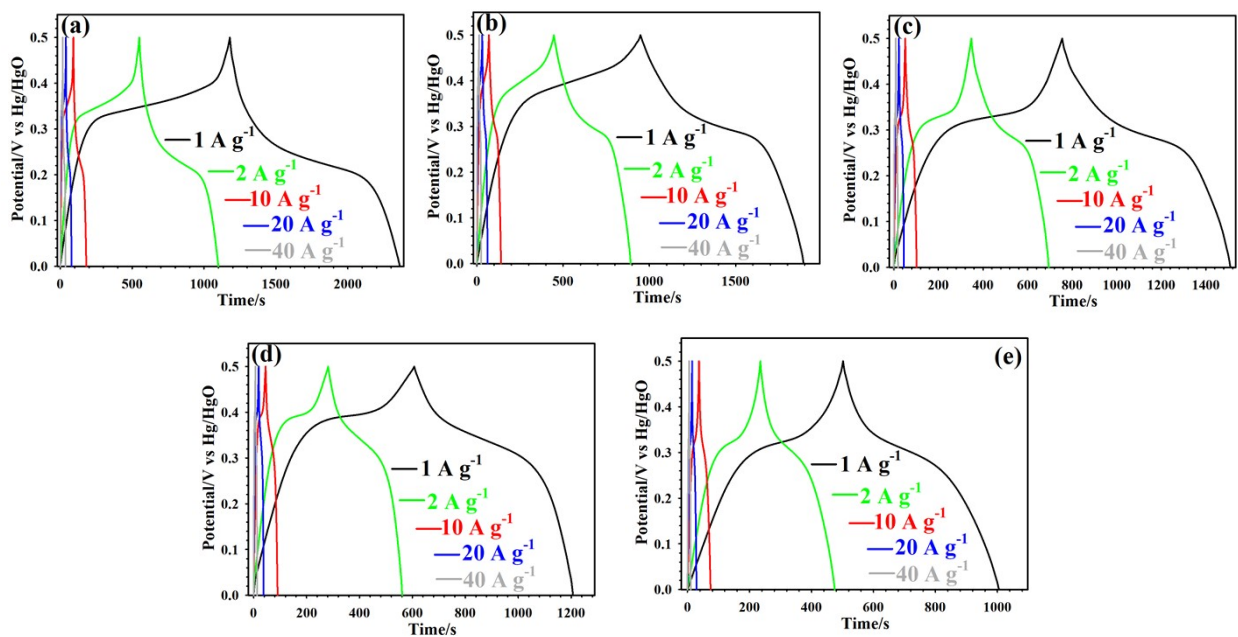 (a)
Potential/V vs Hg/HgO
0.5
0.4
0.3
0.2
0.1
0.0
1 A g-1
2 A g-1
10 A g-1
20 A g-1
40 A g-1
0 500 1000 1500 2000
Time/s
(b)
Potential/V vs Hg/HgO
0.5
0.4
0.3
0.2
0.1
0.0
1 A g-1
2 A g-1
10 A g-1
20 A g-1
40 A g-1
0 500 1000 1500
Time/s
(c)
Potential/V vs Hg/HgO
0.5
0.4
0.3
0.2
0.1
0.0
1 A g-1
2 A g-1
10 A g-1
20 A g-1
40 A g-1
0 200 400 600 800 1000 1200 1400
Time/s
(d)
Potential/V vs Hg/HgO
0.5
0.4
0.3
0.2
0.1
0.0
1 A g-1
2 A g-1
10 A g-1
20 A g-1
40 A g-1
0 200 400 600 800 1000 1200
Time/s
(e)
Potential/V vs Hg/HgO
0.5
0.4
0.3
0.2
0.1
0.0
1 A g-1
2 A g-1
10 A g-1
20 A g-1
40 A g-1
0 200 400 600 800 1000
Time/s